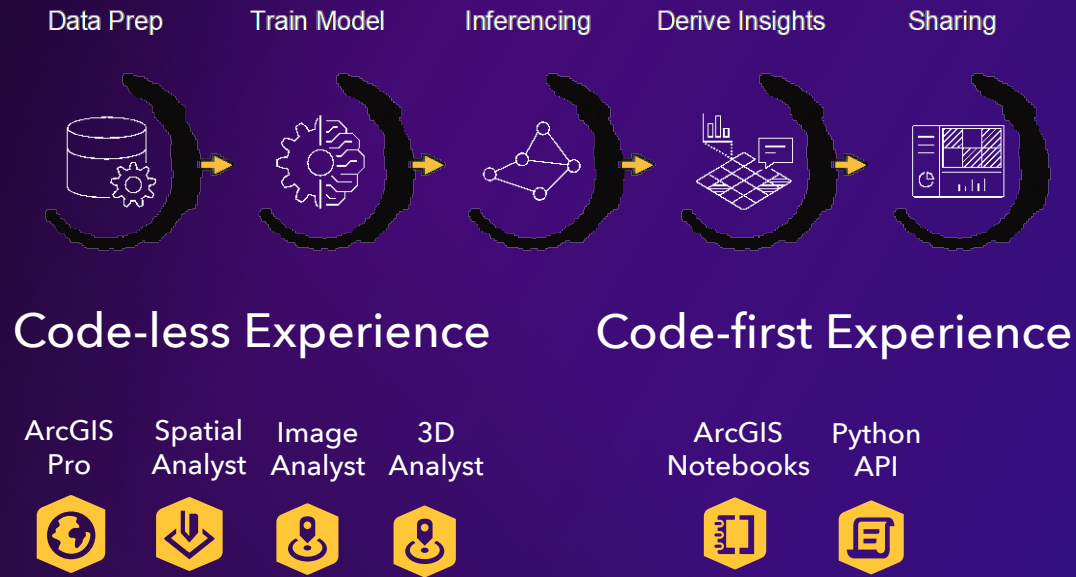 Data Prep
Train Model
Inferencing
Derive Insights
Sharing
Code-less Experience
Code-first Experience
ArcGIS
Pro
Spatial
Analyst
Image
Analyst
3D
Analyst
ArcGIS
Notebooks
Python
API